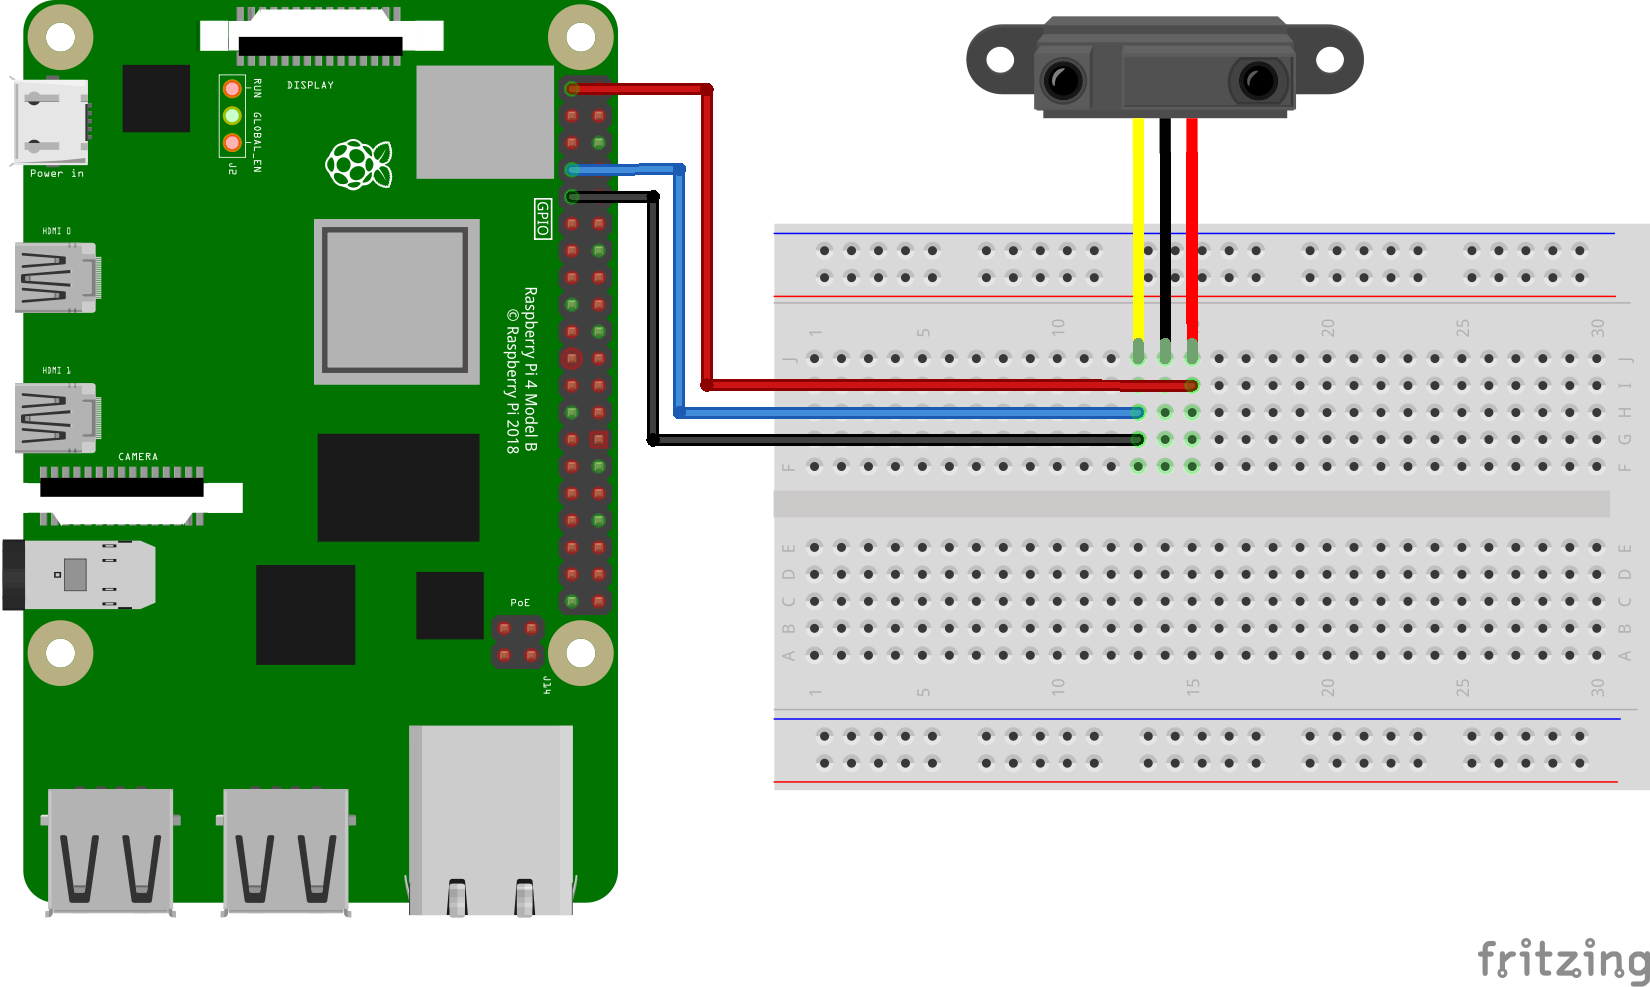 DISPLAY
RUN
GLOBAL_EN
J2
Power in
HDMI 0
GPIO
Raspberry Pi 4 Model B
© Raspberry Pi 2018
HDMI 1
CAMERA
PoE
J14
1 5 10 20 25 30
J J
I
H
G
F F
E E
D D
C C
B B
A A
1 5 10 15 20 25 30
fritzing